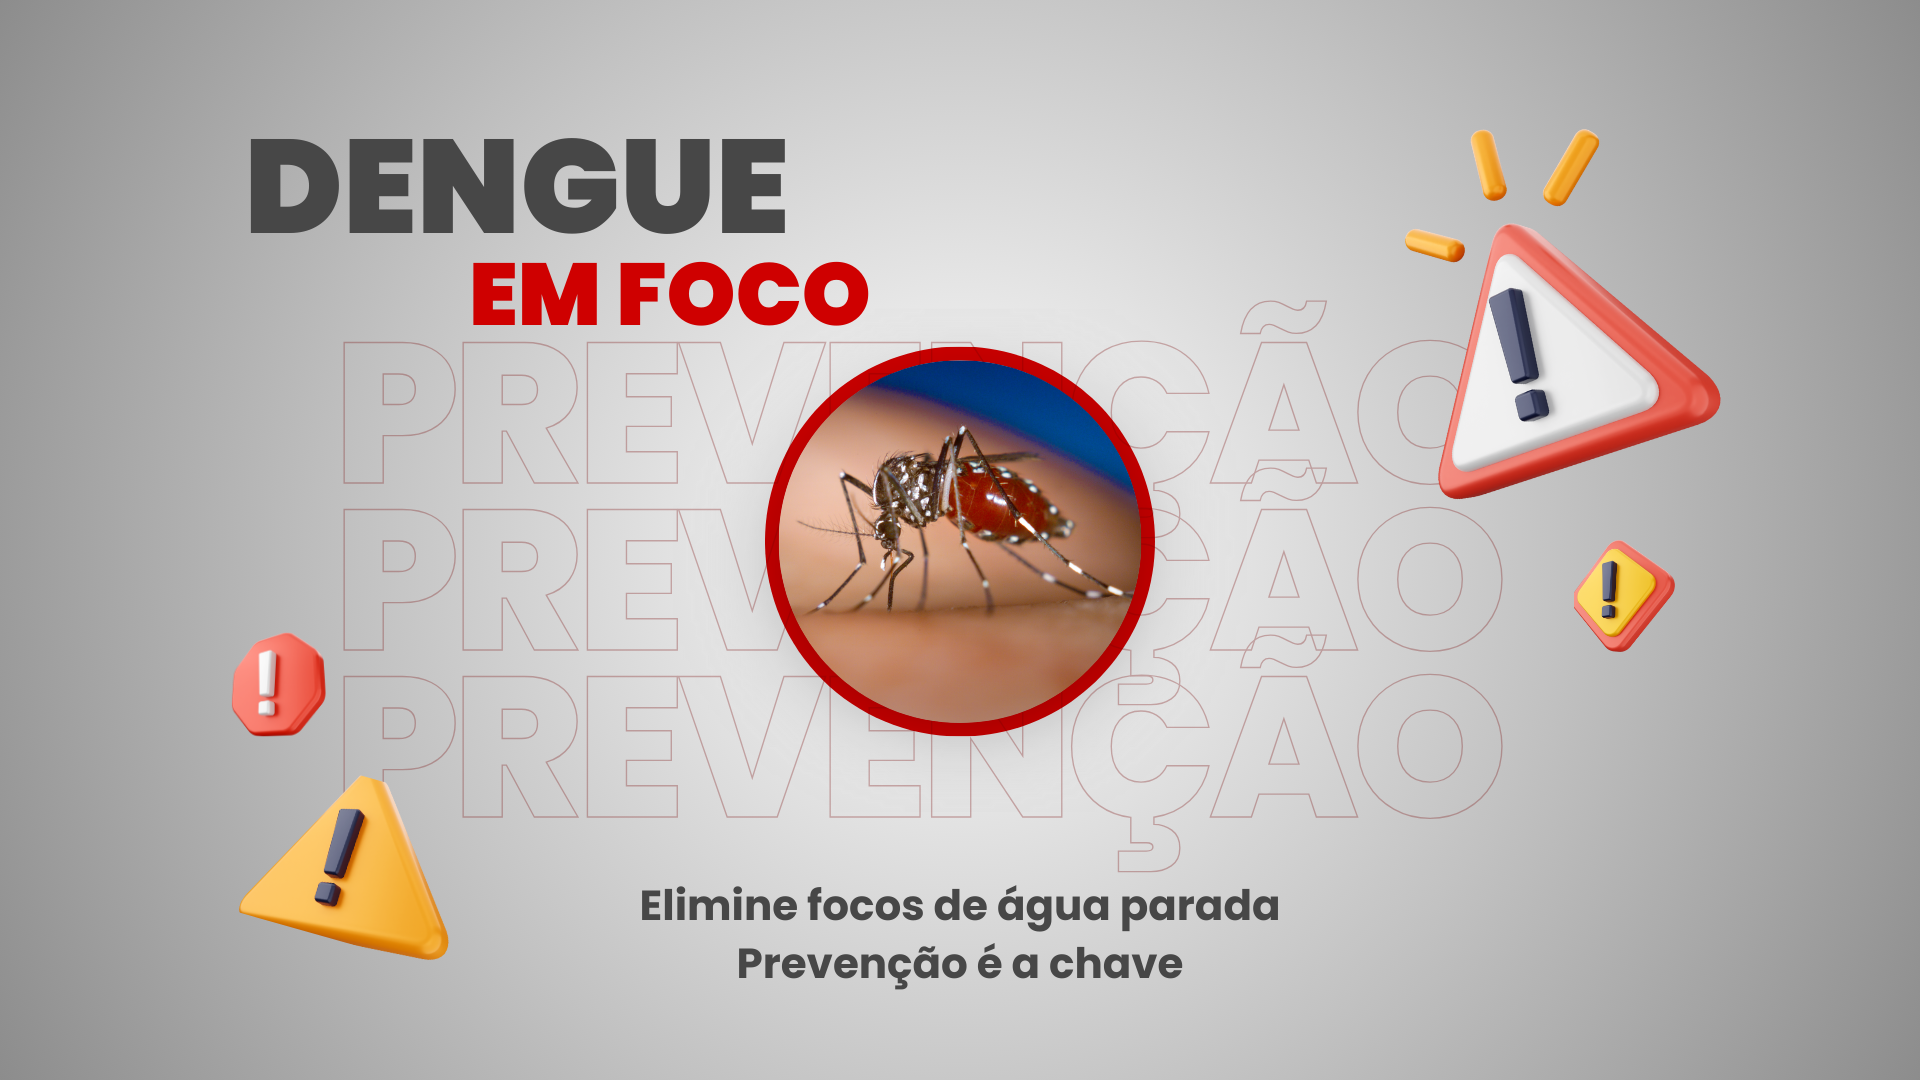 DENGUE
EM FOCO
PREVENÇÃO
PREVENÇÃO
PREVENÇÃO
Elimine focos de água parada
Prevenção é a chave